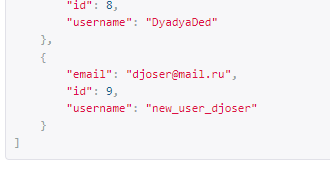 "id": 8,
"username": "DyadyaDed"
},
{
"email": "djoser@mail.ru",
"id": 9,
"username": "new_user_djoser"
}
]